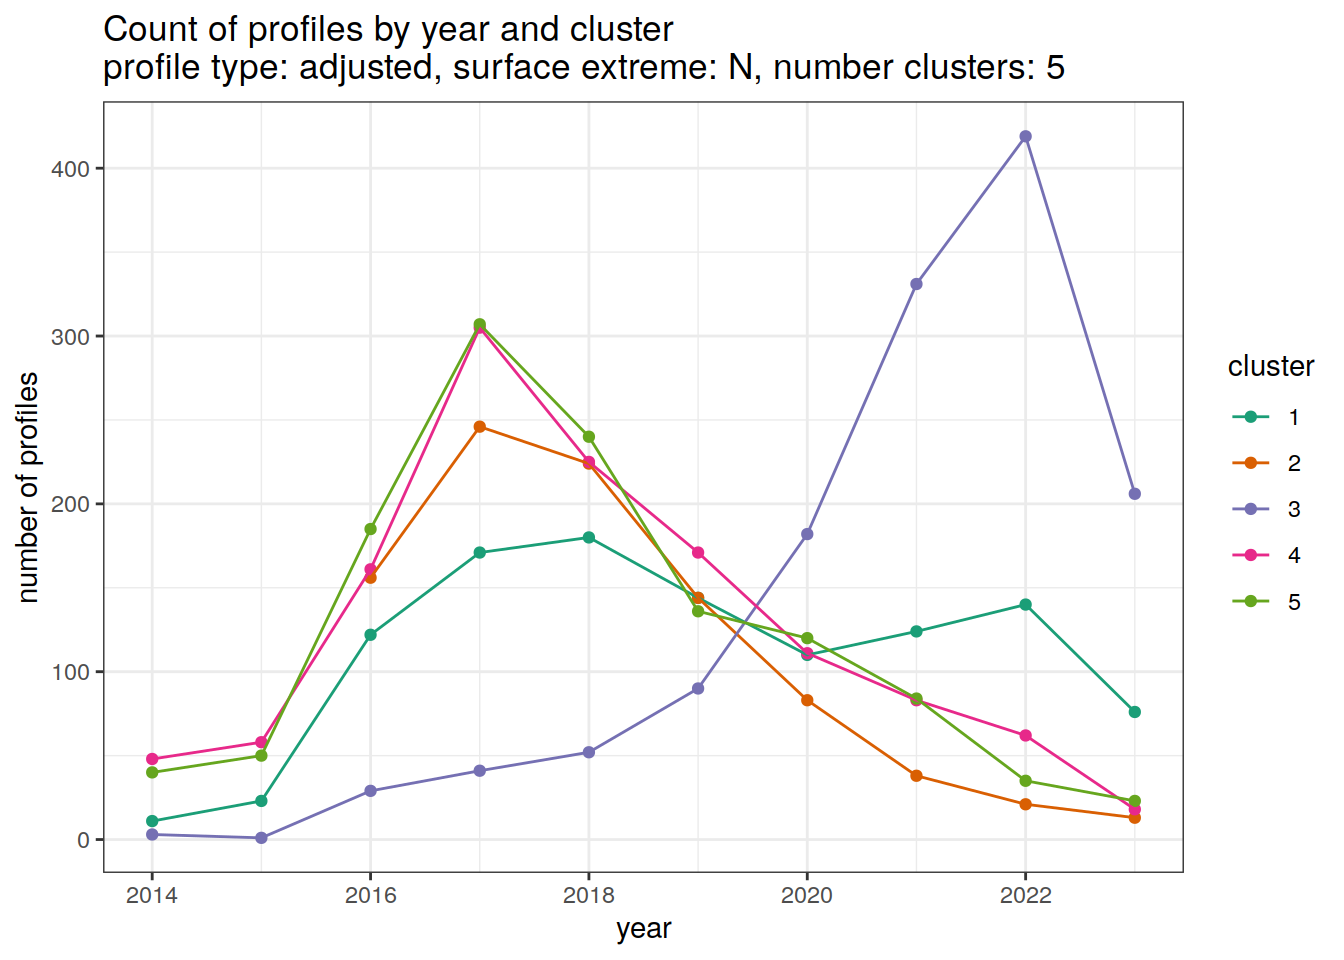 Count of profiles by year and cluster
profile type: adjusted, surface extreme: N, number clusters: 5
400
300
200
100
0
number of profiles
2014 2016 2018 2020 2022
year
cluster
1
2
3
4
5